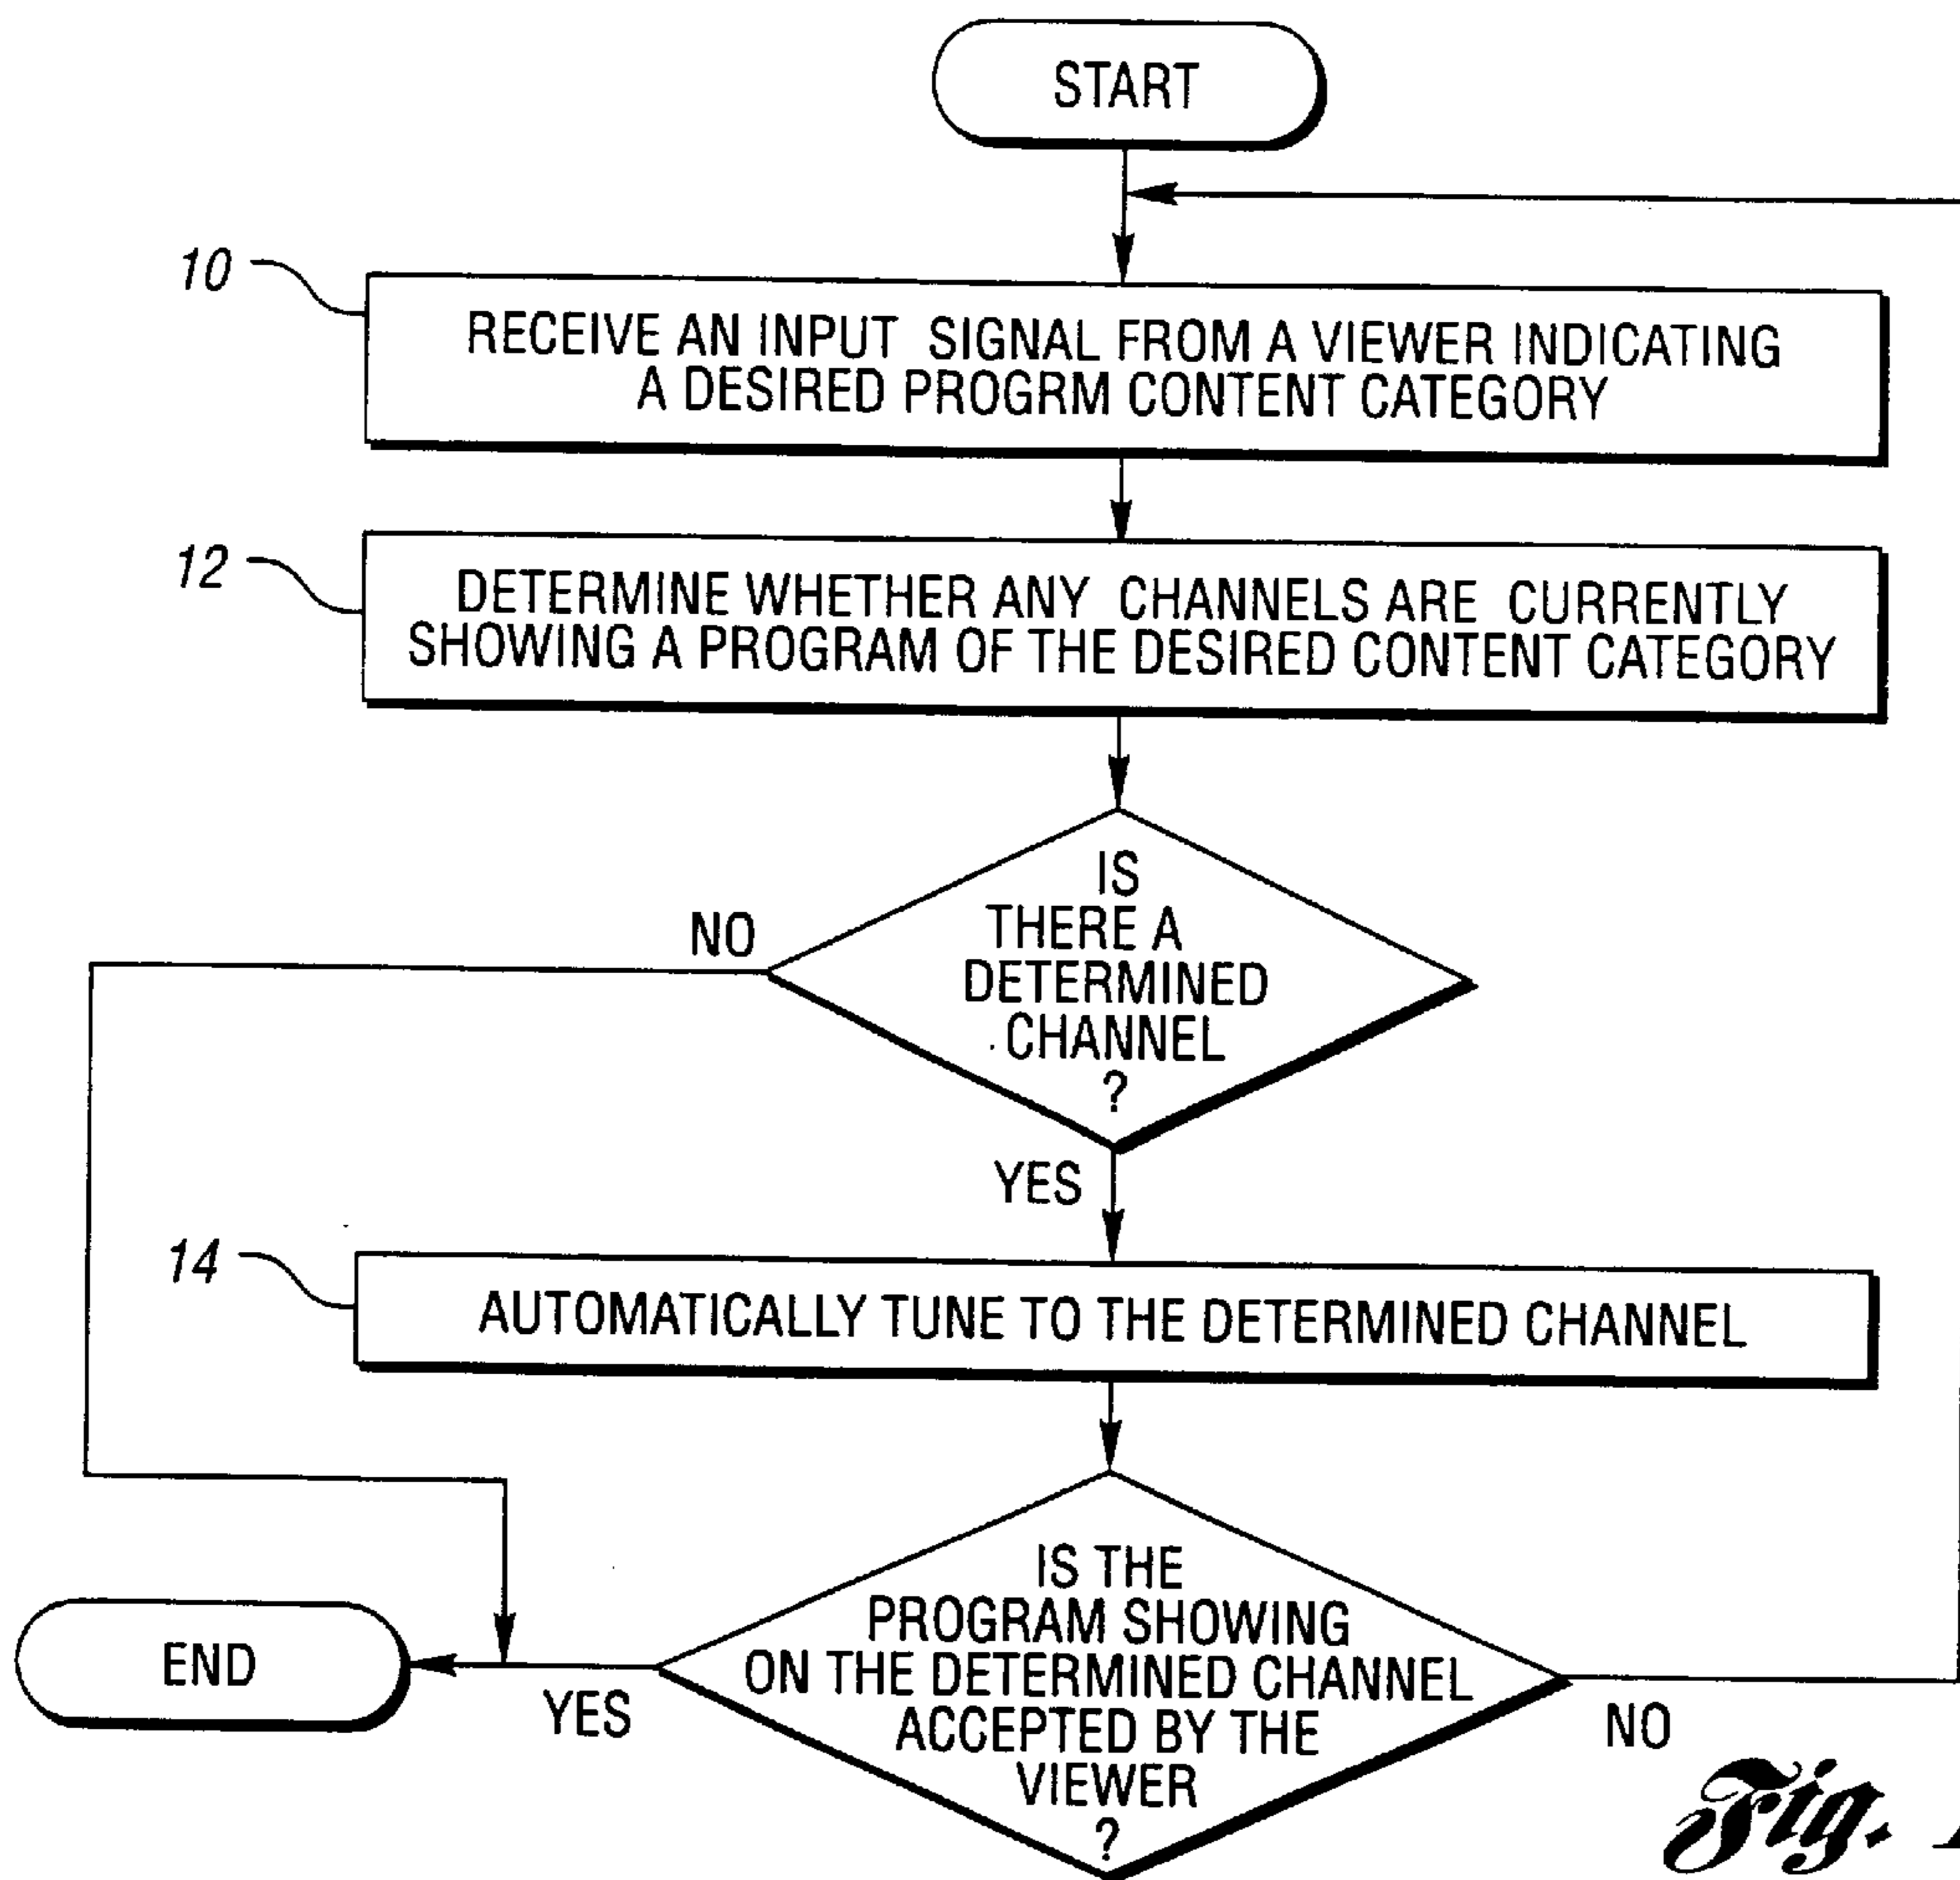 START
10
RECEIVE AN INPUT SIGNAL FROM A VIEWER INDICATING
A DESIRED PROGRM CONTENT CATEGORY
12
DETERMINE WHETHER ANY CHANNELS ARE CURRENTLY
SHOWING A PROGRAM OF THE DESIRED CONTENT CATEGORY
IS
THERE A
DETERMINED
CHANNEL
?
NO
YES
14
AUTOMATICALLY TUNE TO THE DETERMINED CHANNEL
IS THE
PROGRAM SHOWING
ON THE DETERMINED CHANNEL
ACCEPTED BY THE
VIEWER
?
END
YES
NO
Fig.